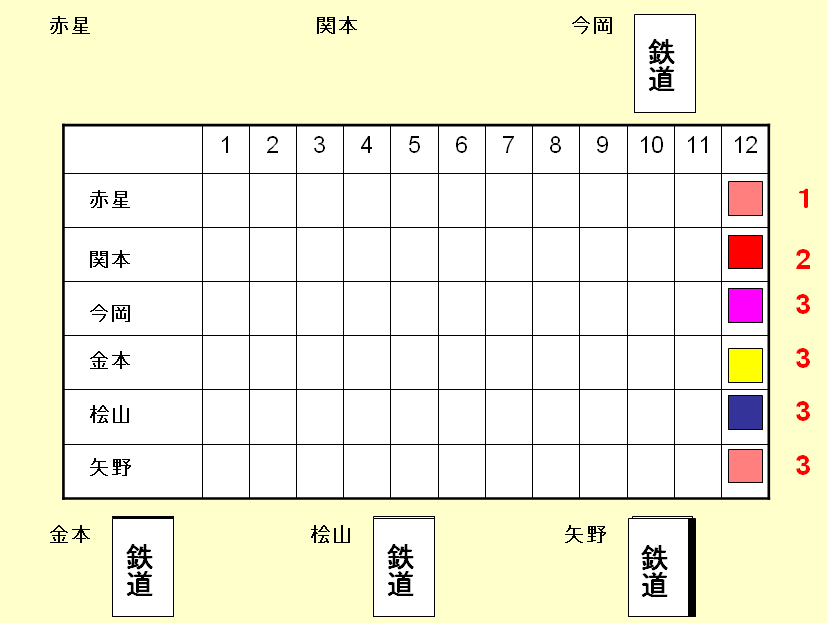 赤星 関本 今岡 鉄道
1 2 3 4 5 6 7 8 9 10 11 12
赤星 1
関本 2
今岡 3
金本 3
桧山 3
矢野 3
金本 鉄道 桧山 鉄道 矢野 鉄道